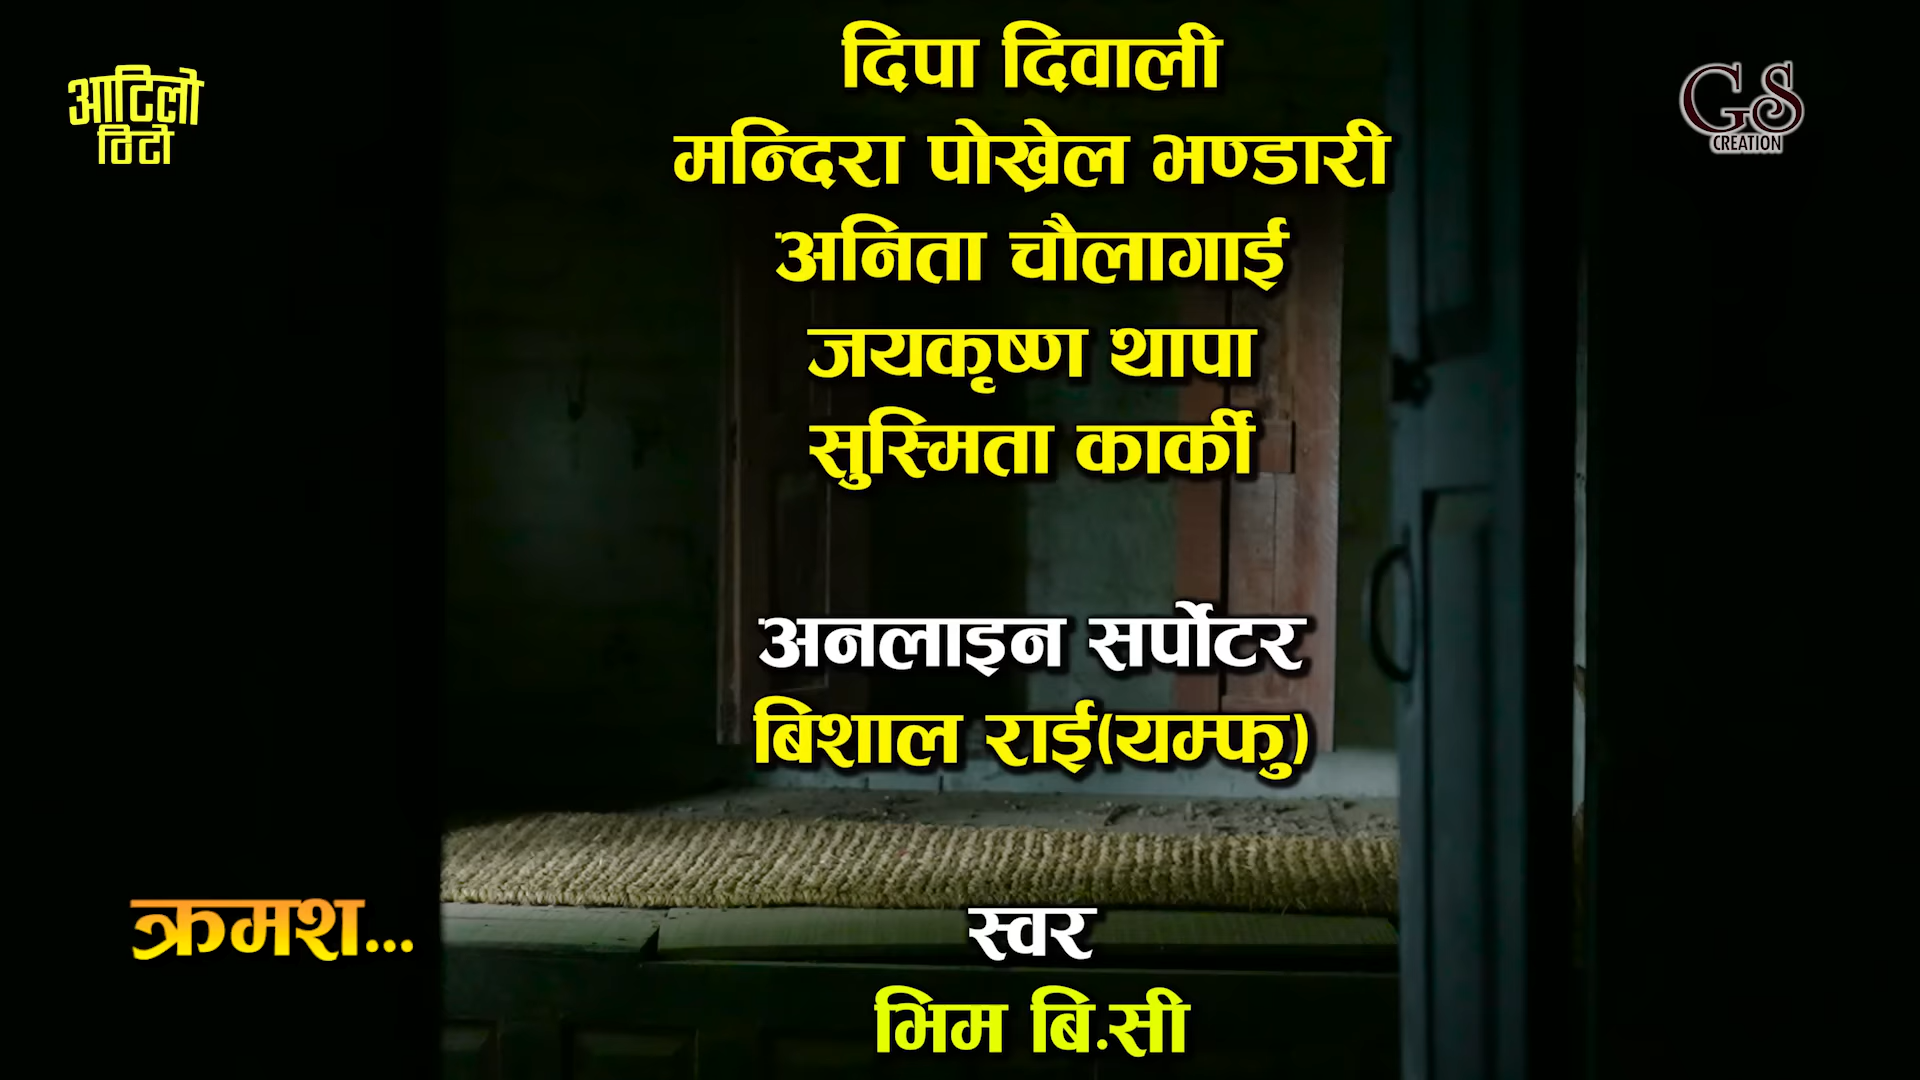 आटिलो
ठिटो
GS
CREATION
दिपा दिवाली
मन्दिरा पोख्रेल भण्डारी
अनिता चौलागाई
जयकृष्ण थापा
सुस्मिता कार्की
अनलाइन सर्पोटर
बिशाल राई(यम्फु)
क्रमश...
स्वर
भिम बि.सी